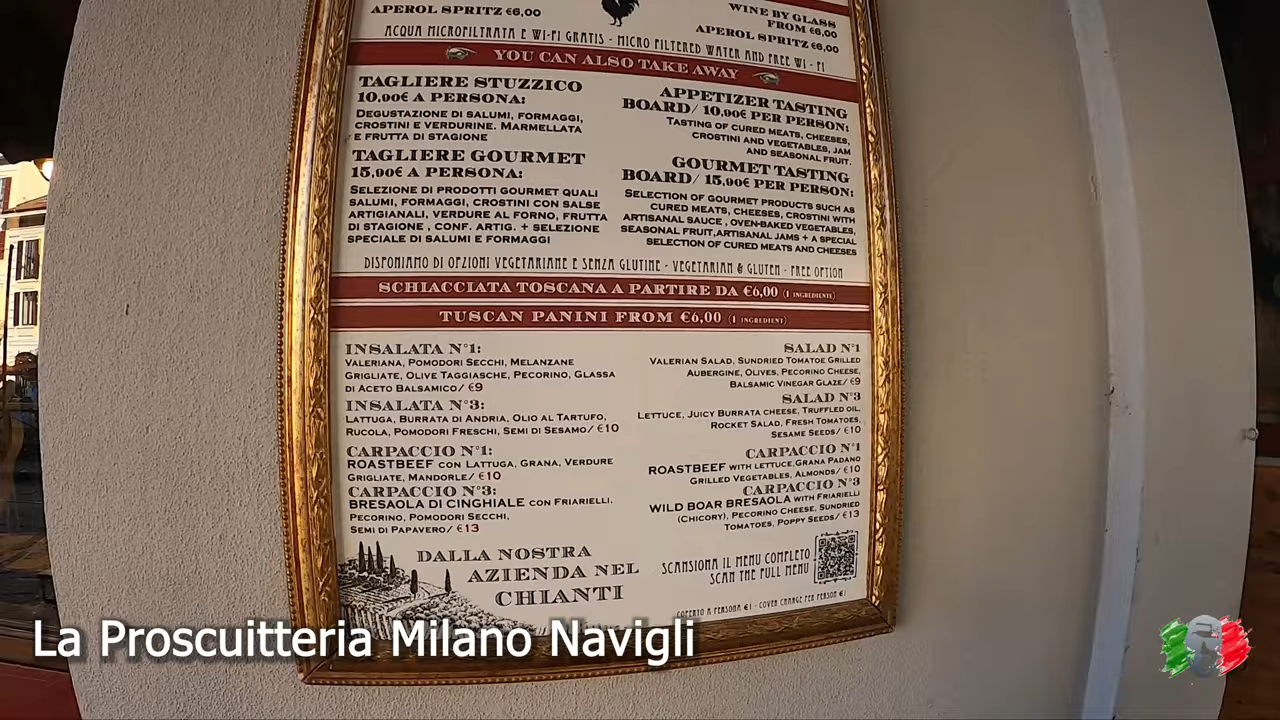 APEROL SPRITZ €6,00
WINE BY GLASS
FROM €6,00
APEROL SPRITZ €6,00
ACQUA MICROFILTRATA E WI-FI GRATIS - MICRO FILTERED WATER AND FREE WI - FI
YOU CAN ALSO TAKE AWAY
TAGLIERE STUZZICO
10,90€ A PERSONA:
DEGUSTAZIONE DI SALUMI, FORMAGGI,
CROSTINI E VERDURINE. MARMELLATA
E FRUTTA DI STAGIONE
TAGLIERE GOURMET
15,90€ A PERSONA:
SELEZIONE DI PRODOTTI GOURMET QUALI
SALUMI, FORMAGGI, CROSTINI CON SALSE
ARTIGIANALI, VERDURE AL FORNO, FRUTTA
DI STAGIONE , CONF. ARTIG. + SELEZIONE
SPECIALE DI SALUMI E FORMAGGI
APPETIZER TASTING
BOARD/ 10,90€ PER PERSON:
TASTING OF CURED MEATS, CHEESES,
CROSTINI AND VEGETABLES, JAM
AND SEASONAL FRUIT.
GOURMET TASTING
BOARD/ 15,90€ PER PERSON:
SELECTION OF GOURMET PRODUCTS SUCH AS
CURED MEATS, CHEESES, CROSTINI WITH
ARTISANAL SAUCE , OVEN-BAKED VEGETABLES,
SEASONAL FRUIT,ARTISANAL JAMS + A SPECIAL
SELECTION OF CURED MEATS AND CHEESES
DISPONIAMO DI OPZIONI VEGETARIANE E SENZA GLUTINE - VEGETARIAN & GLUTEN - FREE OPTION
SCHIACCIATA TOSCANA A PARTIRE DA €6,00 (1 INGREDIENTE)
TUSCAN PANINI FROM €6,00 (1 INGREDIENT)
INSALATA N°1:
VALERIANA, POMODORI SECCHI, MELANZANE
GRIGLIATE, OLIVE TAGGIASCHE, PECORINO, GLASSA
DI ACETO BALSAMICO/ €9
INSALATA N°3:
LATTUGA, BURRATA DI ANDRIA, OLIO AL TARTUFO,
RUCOLA, POMODORI FRESCHI, SEMI DI SESAMO/ €10
CARPACCIO N°1:
ROASTBEEF CON LATTUGA, GRANA, VERDURE
GRIGLIATE, MANDORLE/ €10
CARPACCIO N°3:
BRESAOLA DI CINGHIALE CON FRIARIELLI,
PECORINO, POMODORI SECCHI,
SEMI DI PAPAVERO/ €13
SALAD N°1
VALERIAN SALAD, SUNDRIED TOMATOE GRILLED
AUBERGINE, OLIVES, PECORINO CHEESE,
BALSAMIC VINEGAR GLAZE/ €9
SALAD N°3
LETTUCE, JUICY BURRATA CHEESE, TRUFFLED OIL,
ROCKET SALAD, FRESH TOMATOES,
SESAME SEEDS/ €10
CARPACCIO N°1
ROASTBEEF WITH LETTUCE,GRANA PADANO
GRILLED VEGETABLES, ALMONDS/ €10
CARPACCIO N°3
WILD BOAR BRESAOLA WITH FRIARIELLI
(CHICORY), PECORINO CHEESE, SUNDRIED
TOMATOES, POPPY SEEDS/ €13
DALLA NOSTRA
AZIENDA NEL
CHIANTI
SCANSIONA IL MENU COMPLETO
SCAN THE FULL MENU
COPERTO A PERSONA €1 - COVER CHARGE PER PERSON €1
La Proscuitteria Milano Navigli